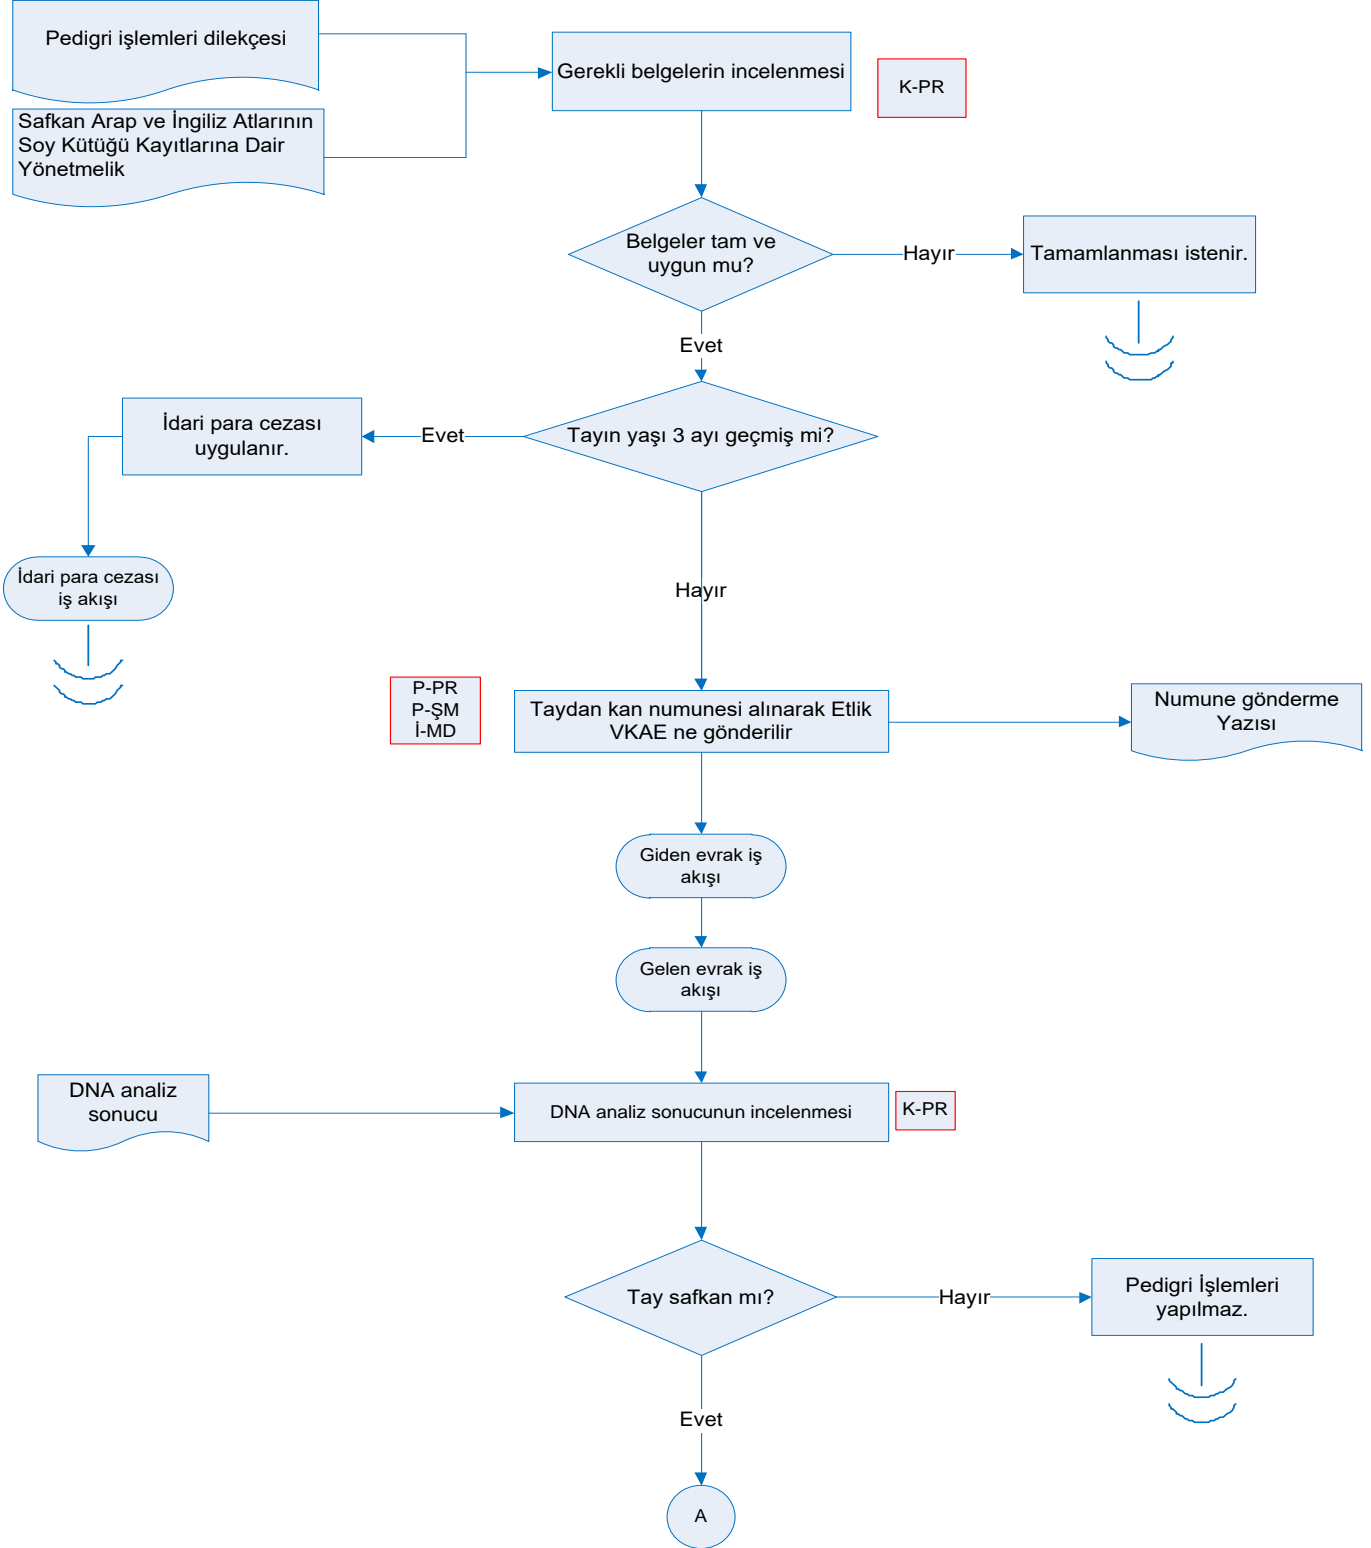 Pedigri işlemleri dilekçesi
Gerekli belgelerin incelenmesi
K-PR
Safkan Arap ve İngiliz Atlarının
Soy Kütüğü Kayıtlarına Dair
Yönetmelik
Belgeler tam ve
uygun mu?
Hayır
Tamamlanması istenir.
Evet
Tayın yaşı 3 ayı geçmiş mi?
Evet
İdari para cezası
uygulanır.
İdari para cezası
iş akışı
Hayır
P-PR
P-ŞM
İ-MD
Taydan kan numunesi alınarak Etlik
VKAE ne gönderilir
Numune gönderme
Yazısı
Giden evrak iş
akışı
Gelen evrak iş
akışı
DNA analiz
sonucu
DNA analiz sonucunun incelenmesi
K-PR
Tay safkan mı?
Hayır
Pedigri İşlemleri
yapılmaz.
Evet
A